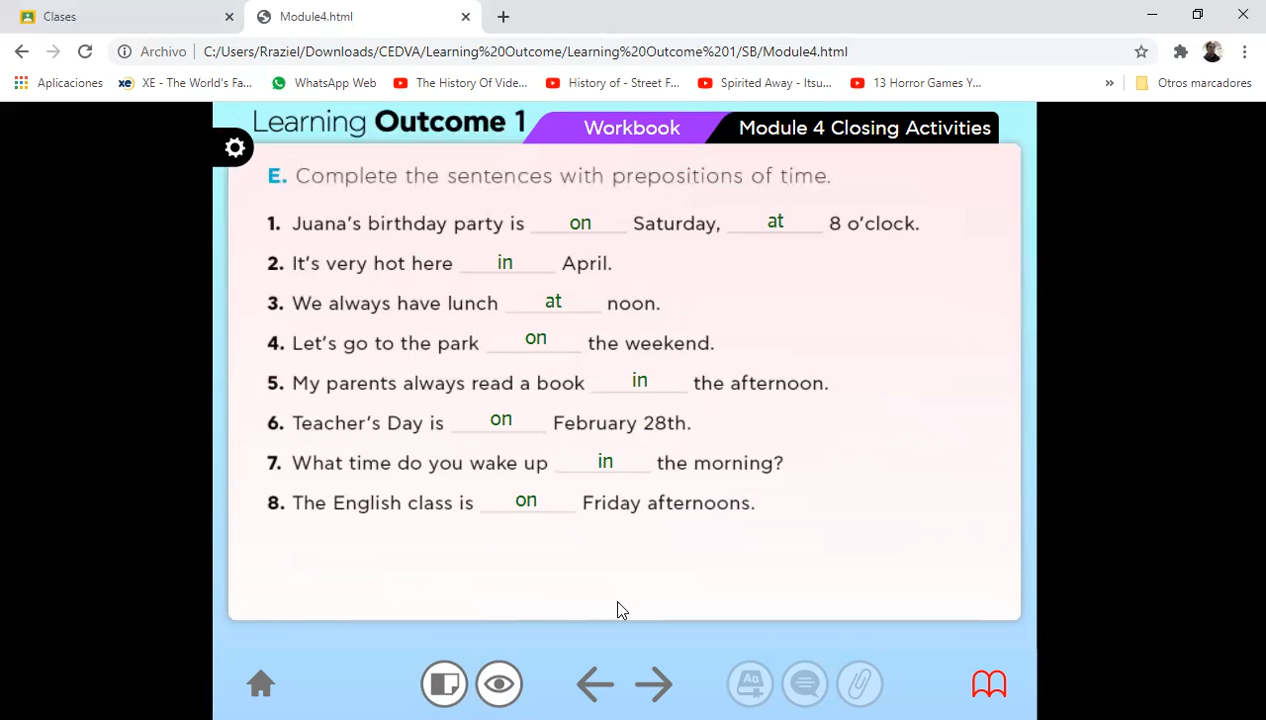 Clases
Module4.html
Archivo C:/Users/Rraziel/Downloads/CEDVA/Learning%20Outcome/Learning%20Outcome%201/SB/Module4.html
Aplicaciones XE - The World's Fa... WhatsApp Web The History Of Vide... History of - Street F... Spirited Away - Itsu... 13 Horror Games Y... » Otros marcadores
Learning Outcome 1 Workbook Module 4 Closing Activities
E. Complete the sentences with prepositions of time.
1. Juana's birthday party is on Saturday, at 8 o'clock.
2. It's very hot here in April.
3. We always have lunch at noon.
4. Let's go to the park on the weekend.
5. My parents always read a book in the afternoon.
6. Teacher's Day is on February 28th.
7. What time do you wake up in the morning?
8. The English class is on Friday afternoons.
Aa